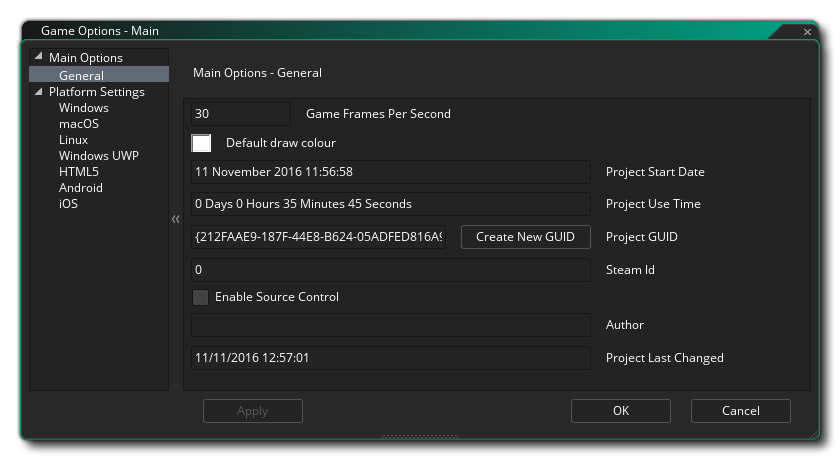 Game Options - Main
Main Options
General
Platform Settings
Windows
macOS
Linux
Windows UWP
HTML5
Android
iOS
Main Options - General
30 Game Frames Per Second
Default draw colour
11 November 2016 11:56:58 Project Start Date
0 Days 0 Hours 35 Minutes 45 Seconds Project Use Time
{212FAAE9-187F-44E8-B624-05ADFED816A9 Create New GUID Project GUID
0 Steam Id
Enable Source Control
Author
11/11/2016 12:57:01 Project Last Changed
Apply OK Cancel